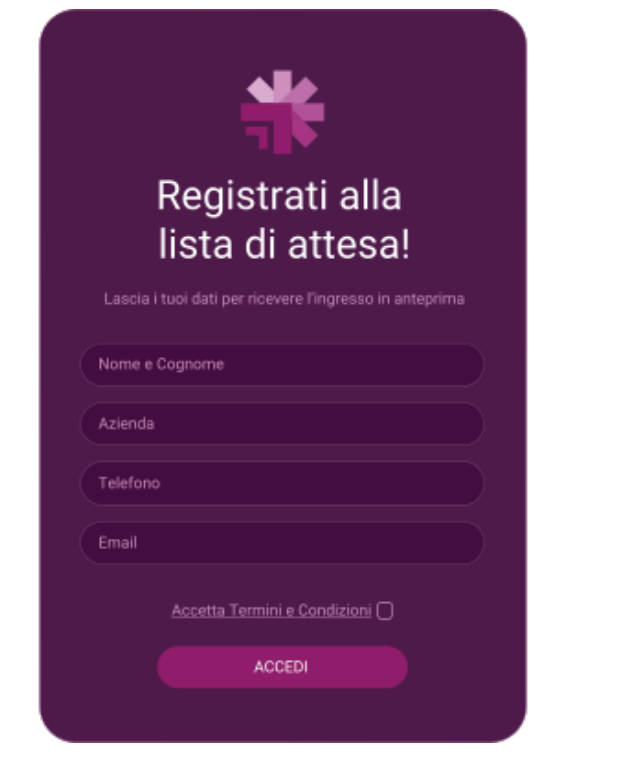 Registrati alla
lista di attesa!
Lascia i tuoi dati per ricevere l'ingresso in anteprima
Nome e Cognome
Azienda
Telefono
Email
Accetta Termini e Condizioni
ACCEDI